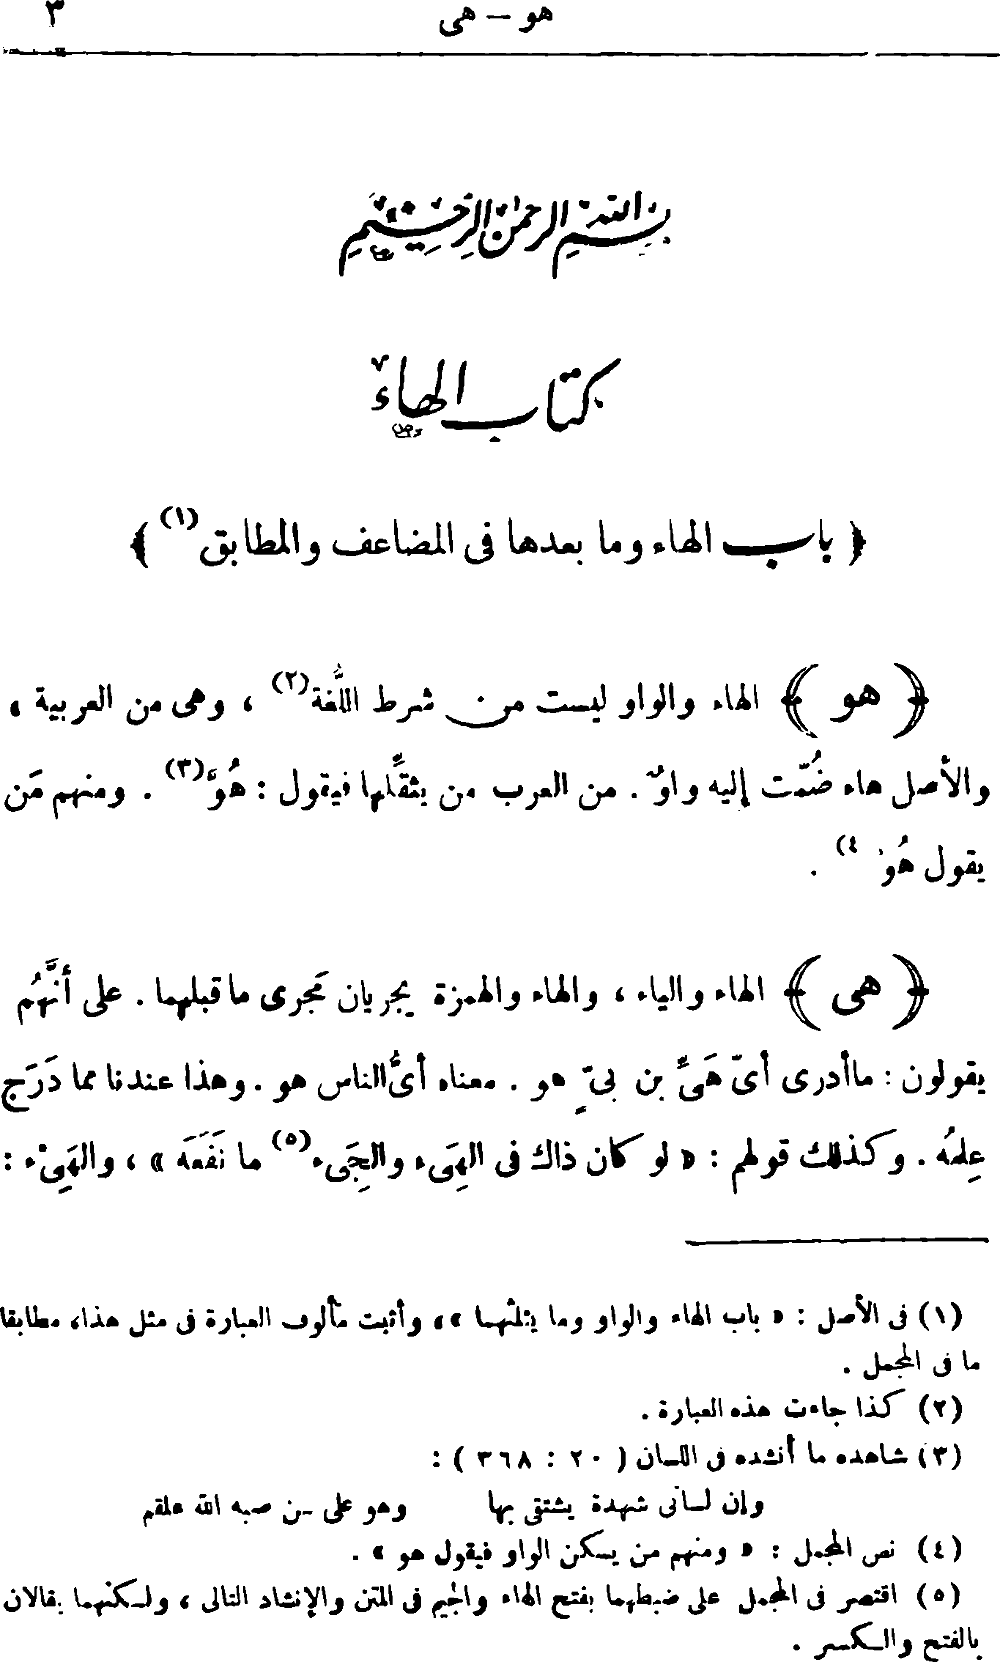 هو – هى ٣
بسم الله الرحمن الرحيم
كتاب الهاء
﴿ باب الهاء وما بعدها فى المضاعف والمطابق(١) ﴾
﴿ هو ﴾ الهاء والواو ليست من شرط اللُّغة(٢) ، وهى من العربية ،
والأصل هاء ضُمّت إليه واوٌ . من العرب من يثقِّلها فيقول : هُوَّ(٣) . ومنهم مَن
يقول هُوْ (٤) .
﴿ هى ﴾ الهاء والياء ، والهاء والهمزة يجريان مَجرى ما قبلهما . على أنَّهُم
يقولون : ما أدرى أىّ هَىِّ بن بىّ هو . معناه أىُّ الناس هو . وهذا عندنا مما دَرَج
عِلمُه . وكذلك قولهم : « لو كان ذاك فى الهِىء والجَىء(٥) ما نَفَعَه » ، والهَِىْء :
(١) فى الأصل : « باب الهاء والواو وما يثلثهما » ، وأثبت مألوف العبارة فى مثل هذا، مطابقا
ما فى المجمل .
(٢) كذا جاءت هذه العبارة .
(٣) شاهده ما أنشده فى اللسان ( ٢٠ : ٣٦٨ ) :
وإن لسانى شهدة يشتفى بها وهو على من صبه الله علقم
(٤) نص المجمل : « ومنهم من يسكن الواو فيقول هو » .
(٥) اقتصر فى المجمل على ضبطهما بفتح الهاء والجيم فى المتن والإنشاد التالى ، ولسكنهما يقالان
بالفتح والكسر .